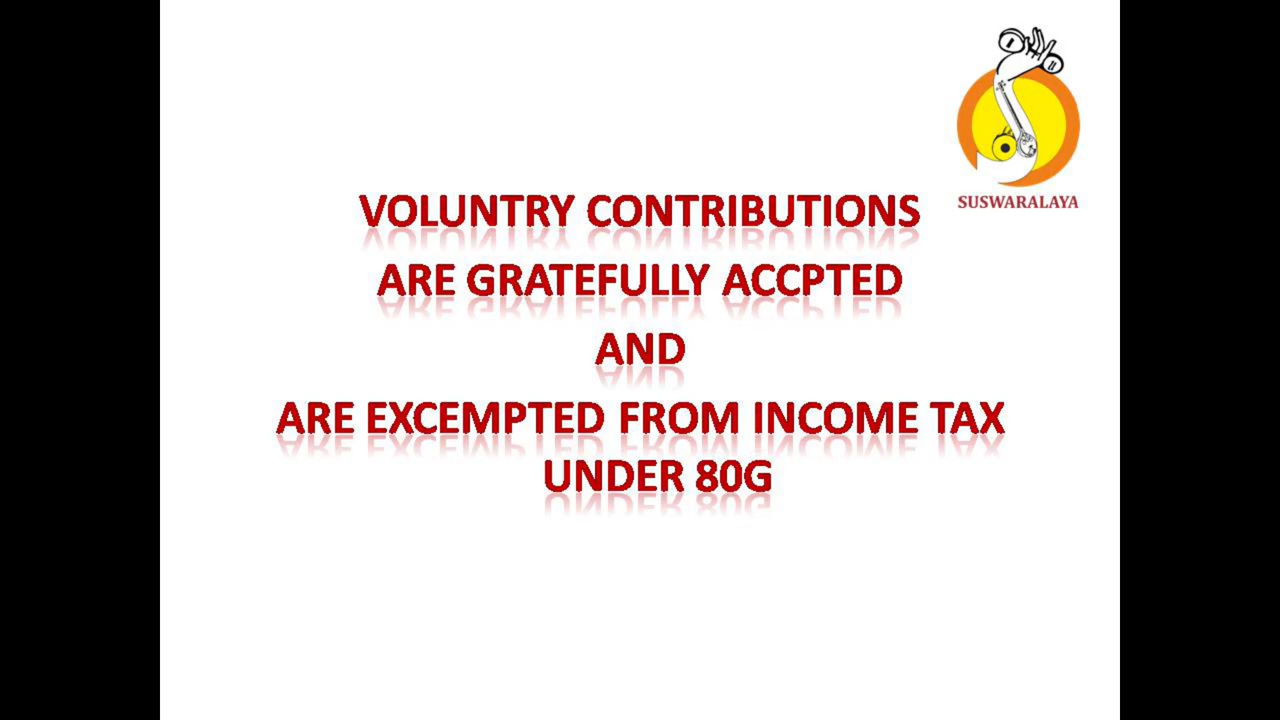 SUSWARALAYA
VOLUNTRY CONTRIBUTIONS
ARE GRATEFULLY ACCPTED
AND
ARE EXCEMPTED FROM INCOME TAX
UNDER 80G